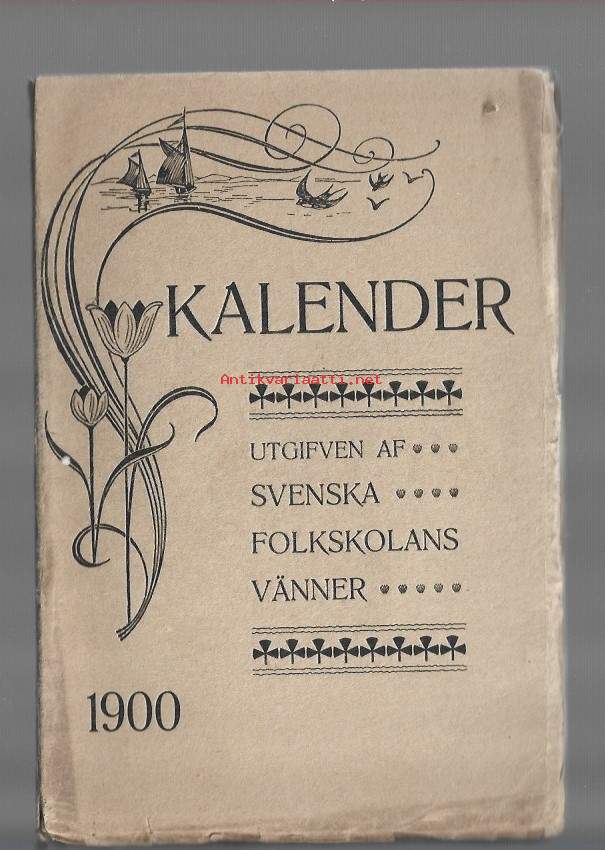 KALENDER
Antikvariaatti.net
UTGIFVEN AF
SVENSKA
FOLKSKOLANS
VÄNNER
1900